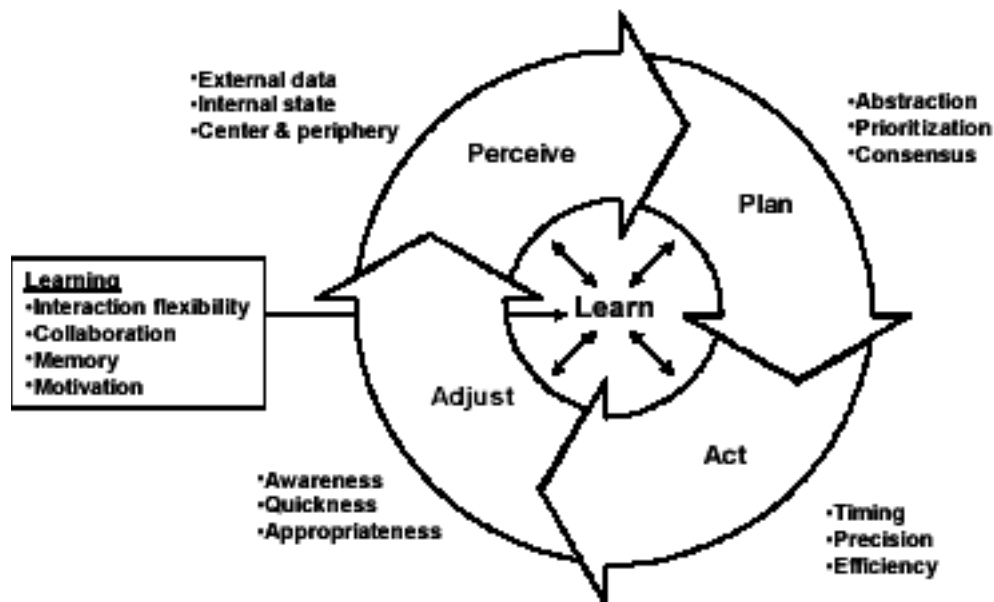 •External data
•Internal state
•Center & periphery
Perceive
•Abstraction
•Prioritization
•Consensus
Plan
Learning
•Interaction flexibility
•Collaboration
•Memory
•Motivation
Learn
Adjust
Act
•Awareness
•Quickness
•Appropriateness
•Timing
•Precision
•Efficiency